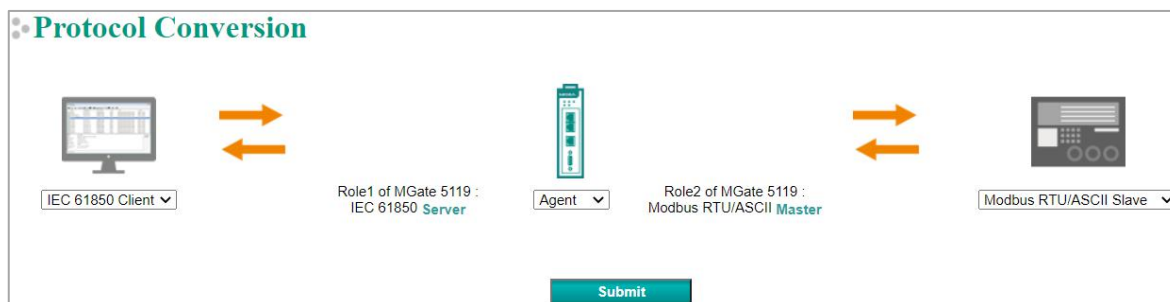 Protocol Conversion
IEC 61850 Client
Role1 of MGate 5119 :
IEC 61850 Server
Agent
Role2 of MGate 5119 :
Modbus RTU/ASCII Master
Modbus RTU/ASCII Slave
Submit